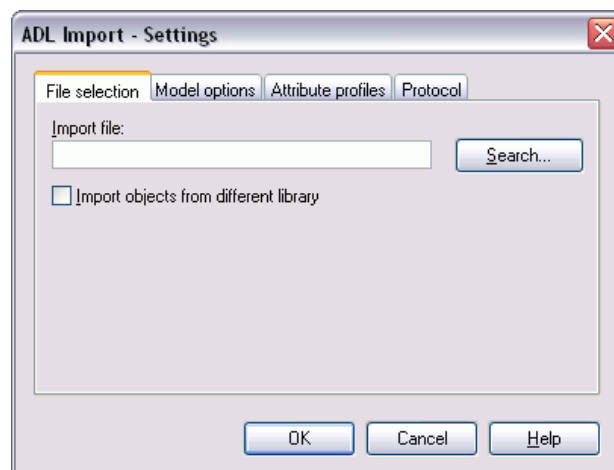 ADL Import - Settings
File selection Model options Attribute profiles Protocol
Import file:
Search...
Import objects from different library
OK Cancel Help